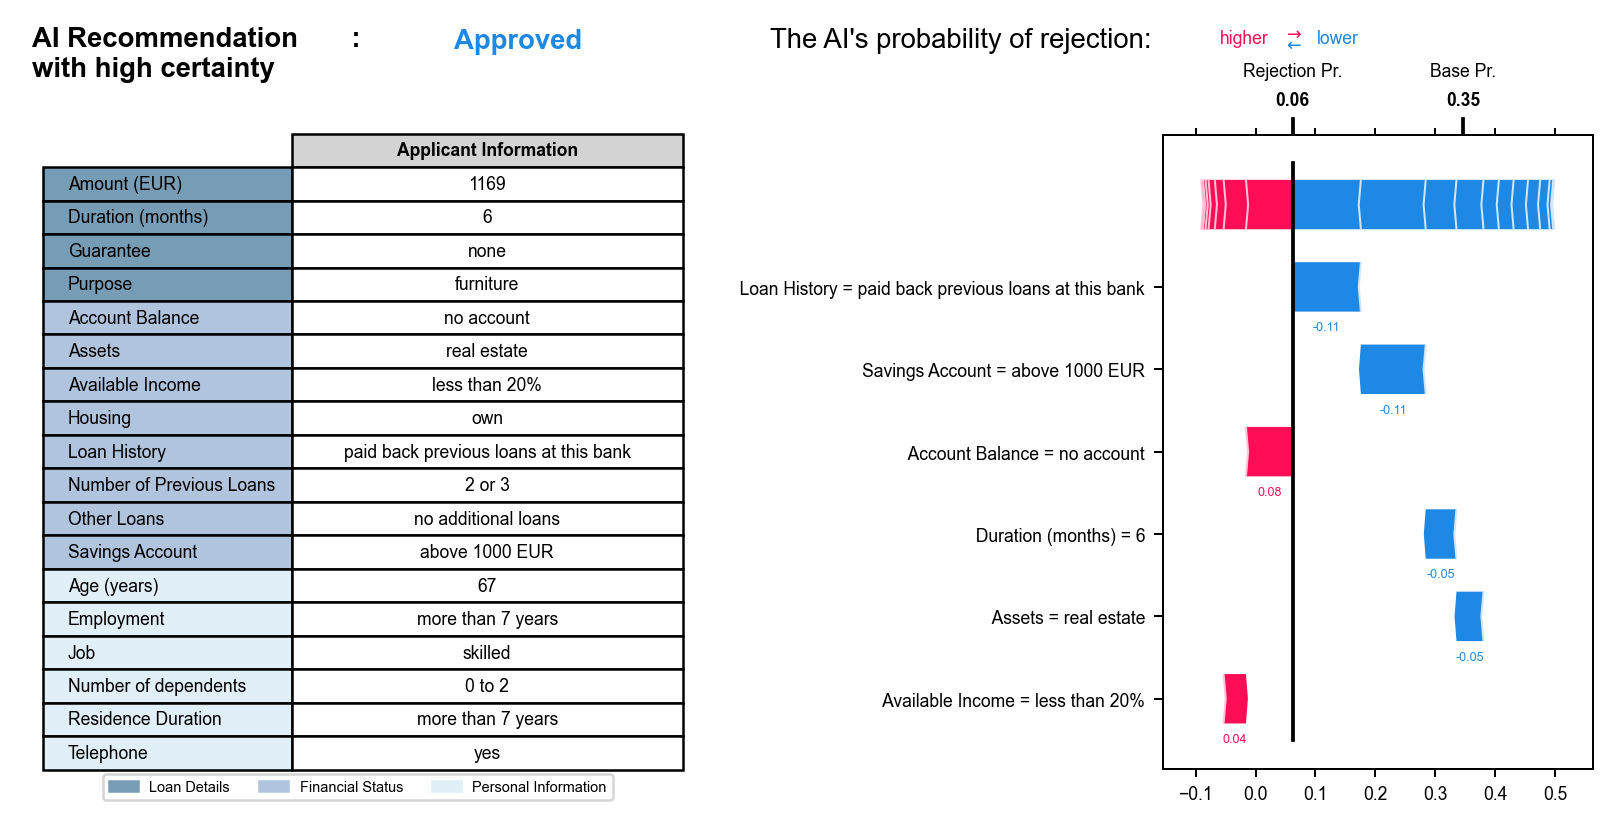 AI Recommendation : Approved
with high certainty
The AI's probability of rejection:
higher → lower
←
Rejection Pr. Base Pr.
0.06 0.35
Applicant Information
Amount (EUR) 1169
Duration (months) 6
Guarantee none
Purpose furniture
Account Balance no account
Assets real estate
Available Income less than 20%
Housing own
Loan History paid back previous loans at this bank
Number of Previous Loans 2 or 3
Other Loans no additional loans
Savings Account above 1000 EUR
Age (years) 67
Employment more than 7 years
Job skilled
Number of dependents 0 to 2
Residence Duration more than 7 years
Telephone yes
Loan Details Financial Status Personal Information
Loan History = paid back previous loans at this bank
-0.11
Savings Account = above 1000 EUR
-0.11
Account Balance = no account
0.08
Duration (months) = 6
-0.05
Assets = real estate
-0.05
Available Income = less than 20%
0.04
−0.1 0.0 0.1 0.2 0.3 0.4 0.5